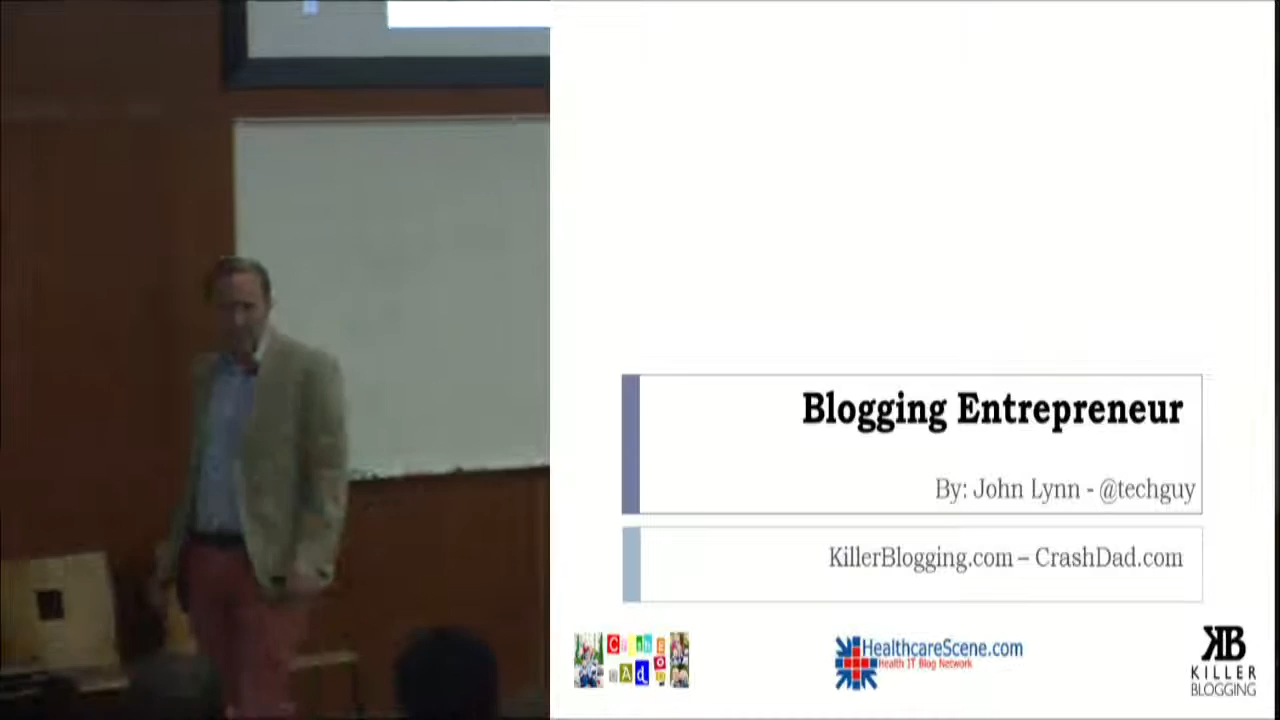 Blogging Entrepreneur
By: John Lynn - @techguy
KillerBlogging.com – CrashDad.com
HealthcareScene.com
Health IT Blog Network
KB
KILLER
BLOGGING